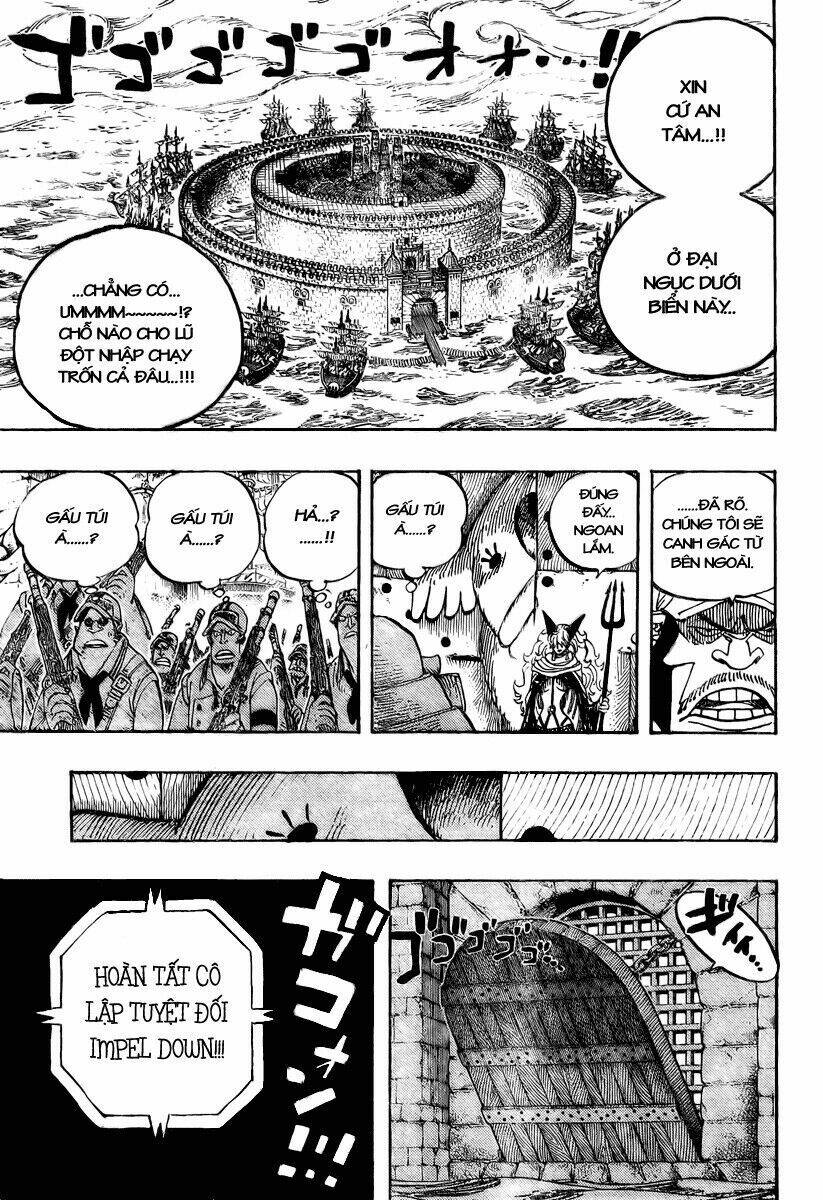 ゴゴゴゴゴオオ…!!
XIN
CỨ AN
TÂM...!!
Ở ĐẠI
NGỤC DƯỚI
BIỂN NÀY...
...CHẲNG CÓ...
UMMMM~~~~~!?
CHỖ NÀO CHO LŨ
ĐỘT NHẬP CHẠY
TRỐN CẢ ĐÂU...!!!
......ĐÃ RÕ.
CHÚNG TÔI SẼ
CANH GÁC TỪ
BÊN NGOÀI.
ĐÚNG
ĐẤY...
NGOAN
LẮM.
GẤU TÚI
À......?
HẢ...?
......!!
GẤU TÚI
À......?
GẤU TÚI
À......?
ギイイ…
ゴゴゴゴゴ…
ガコオン!!!
HOÀN TẤT CÔ
LẬP TUYỆT ĐỐI
IMPEL DOWN!!!